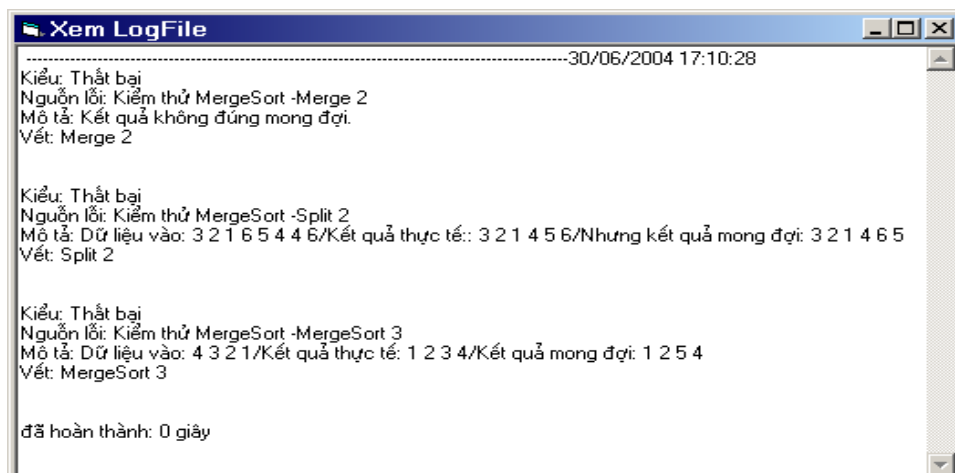 Xem LogFile
-----------------------------------------------------------------------------------30/06/2004 17:10:28
Kiểu: Thất bại
Nguồn lỗi: Kiểm thử MergeSort -Merge 2
Mô tả: Kết quả không đúng mong đợi.
Vết: Merge 2
Kiểu: Thất bại
Nguồn lỗi: Kiểm thử MergeSort -Split 2
Mô tả: Dữ liệu vào: 3 2 1 6 5 4 4 6/Kết quả thực tế:: 3 2 1 4 5 6/Nhưng kết quả mong đợi: 3 2 1 4 6 5
Vết: Split 2
Kiểu: Thất bại
Nguồn lỗi: Kiểm thử MergeSort -MergeSort 3
Mô tả: Dữ liệu vào: 4 3 2 1/Kết quả thực tế: 1 2 3 4/Kết quả mong đợi: 1 2 5 4
Vết: MergeSort 3
đã hoàn thành: 0 giây